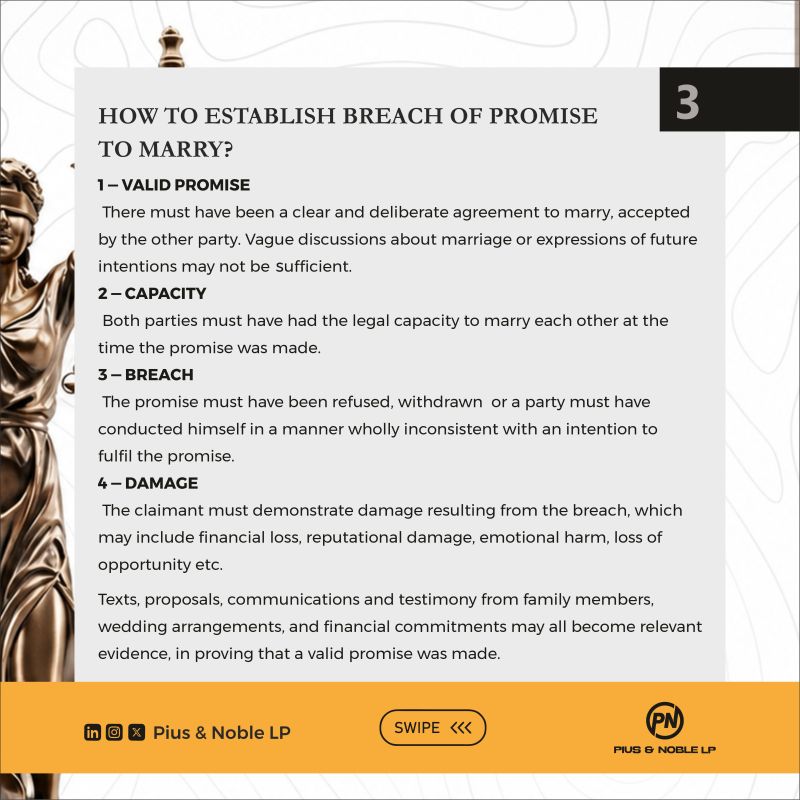 3
HOW TO ESTABLISH BREACH OF PROMISE
TO MARRY?
1 – VALID PROMISE
There must have been a clear and deliberate agreement to marry, accepted
by the other party. Vague discussions about marriage or expressions of future
intentions may not be sufficient.
2 – CAPACITY
Both parties must have had the legal capacity to marry each other at the
time the promise was made.
3 – BREACH
The promise must have been refused, withdrawn or a party must have
conducted himself in a manner wholly inconsistent with an intention to
fulfil the promise.
4 – DAMAGE
The claimant must demonstrate damage resulting from the breach, which
may include financial loss, reputational damage, emotional harm, loss of
opportunity etc.
Texts, proposals, communications and testimony from family members,
wedding arrangements, and financial commitments may all become relevant
evidence, in proving that a valid promise was made.
Pius & Noble LP
SWIPE <<<
PN
PIUS & NOBLE LP